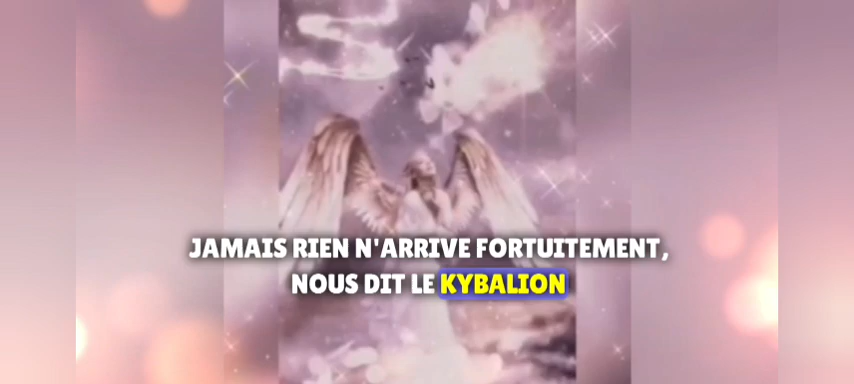 JAMAIS RIEN N'ARRIVE FORTUITEMENT,
NOUS DIT LE KYBALION